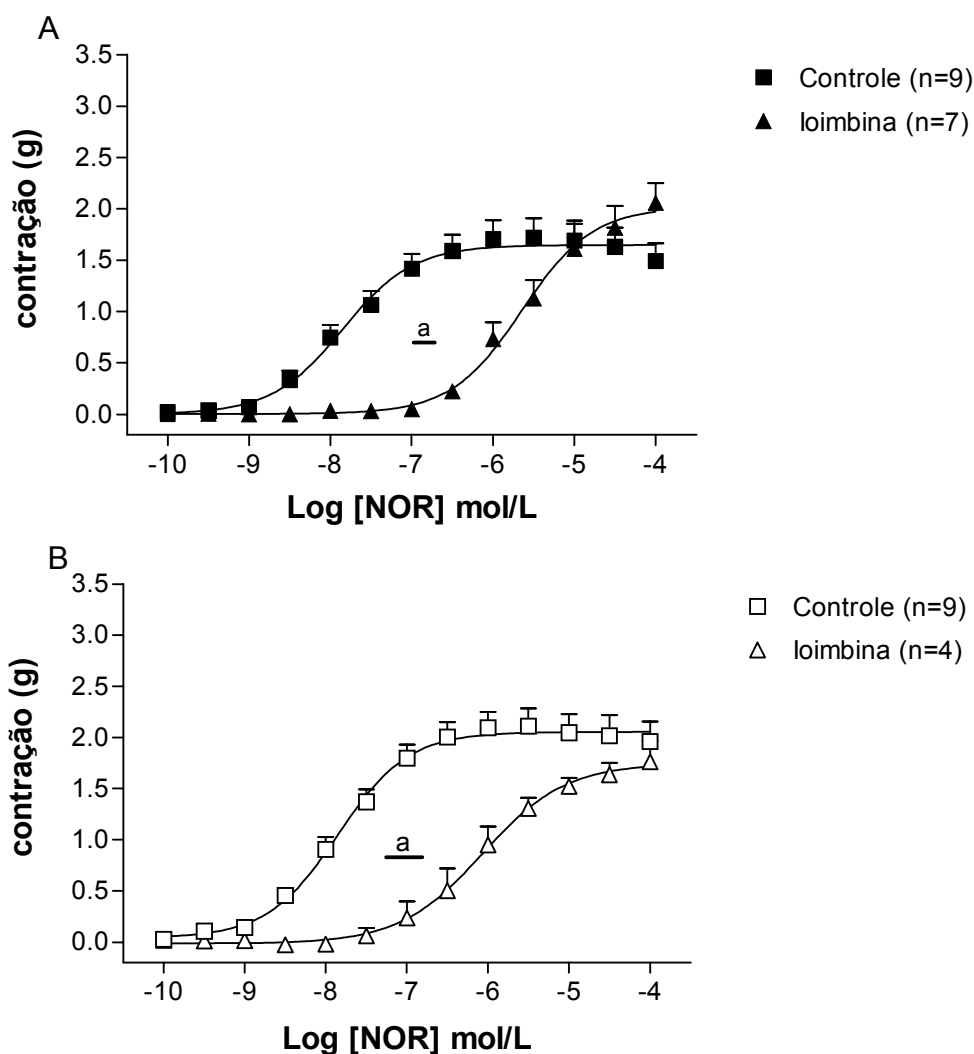 A
3.5
3.0
2.5
2.0
1.5
1.0
0.5
0.0
contração (g)
a
-10 -9 -8 -7 -6 -5 -4
Log [NOR] mol/L
Controle (n=9)
Ioimbina (n=7)
B
3.5
3.0
2.5
2.0
1.5
1.0
0.5
0.0
contração (g)
a
-10 -9 -8 -7 -6 -5 -4
Log [NOR] mol/L
Controle (n=9)
Ioimbina (n=4)